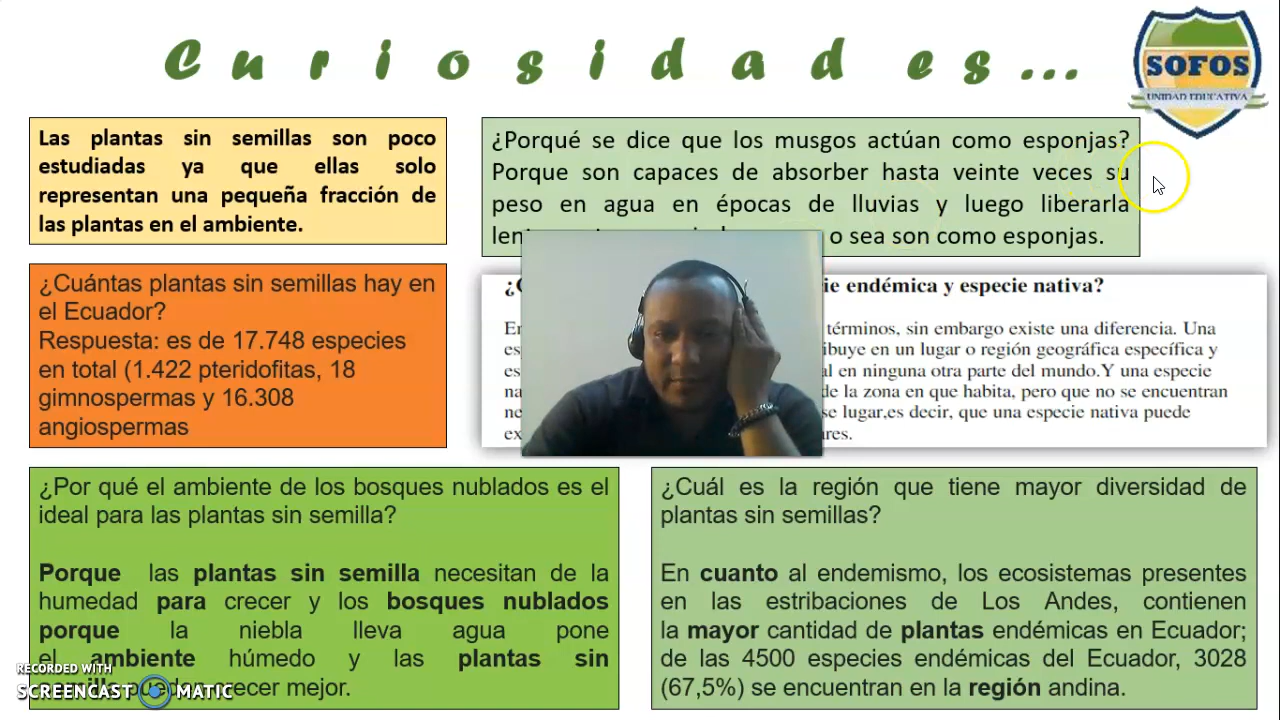 Curiosidad es...
SOFOS
UNIDAD EDUCATIVA
Las plantas sin semillas son poco
estudiadas ya que ellas solo
representan una pequeña fracción de
las plantas en el ambiente.
¿Porqué se dice que los musgos actúan como esponjas?
Porque son capaces de absorber hasta veinte veces su
peso en agua en épocas de lluvias y luego liberarla
o sea son como esponjas.
¿Cuántas plantas sin semillas hay en
el Ecuador?
Respuesta: es de 17.748 especies
en total (1.422 pteridofitas, 18
gimnospermas y 16.308
angiospermas
endémica y especie nativa?
términos, sin embargo existe una diferencia. Una
en un lugar o región geográfica específica y
en ninguna otra parte del mundo.Y una especie
de la zona en que habita, pero que no se encuentran
lugar,es decir, que una especie nativa puede
¿Por qué el ambiente de los bosques nublados es el
ideal para las plantas sin semilla?
Porque las plantas sin semilla necesitan de la
humedad para crecer y los bosques nublados
porque la niebla lleva agua pone
el ambiente húmedo y las plantas sin
crecer mejor.
¿Cuál es la región que tiene mayor diversidad de
plantas sin semillas?
En cuanto al endemismo, los ecosistemas presentes
en las estribaciones de Los Andes, contienen
la mayor cantidad de plantas endémicas en Ecuador;
de las 4500 especies endémicas del Ecuador, 3028
(67,5%) se encuentran en la región andina.
RECORDED WITH
SCREENCAST MATIC